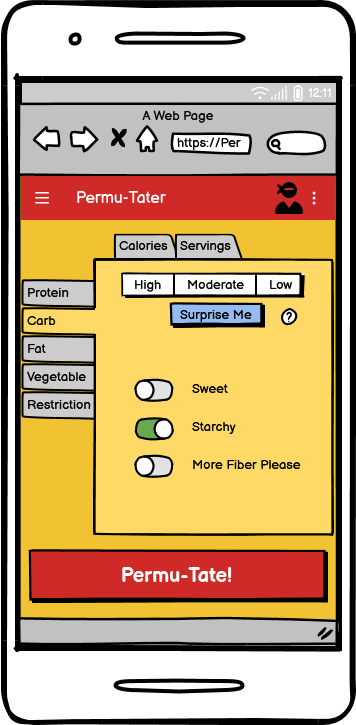 12:11
A Web Page
https://Per
Permu-Tater
Calories Servings
Protein
Carb
Fat
Vegetable
Restriction
High Moderate Low
Surprise Me ?
Sweet
Starchy
More Fiber Please
Permu-Tate!